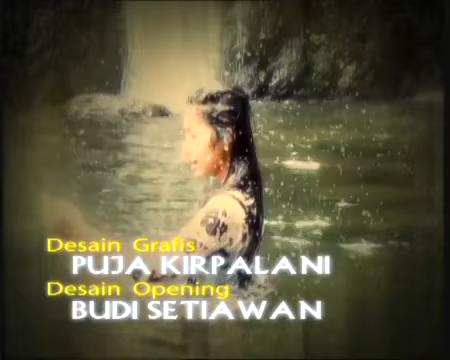 Desain Grafis
PUJA KIRPALANI
Desain Opening
BUDI SETIAWAN